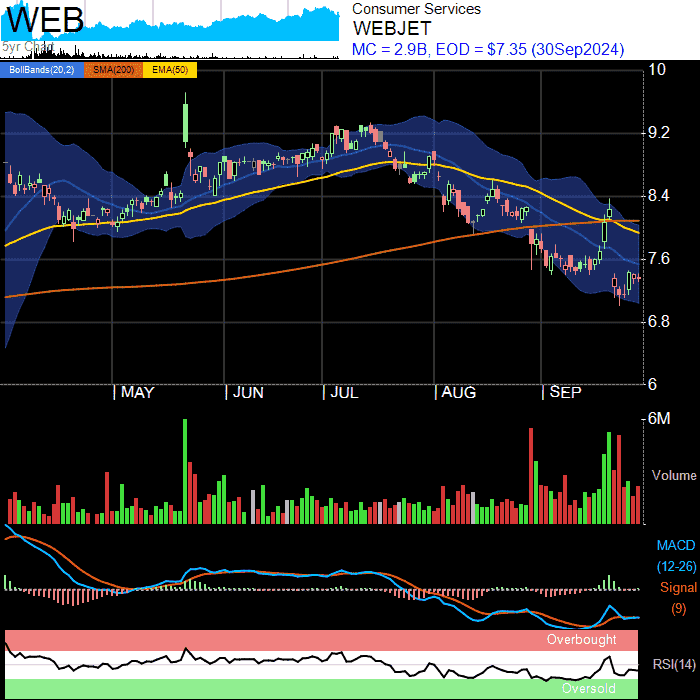 WEB
5yr Chart
Consumer Services
WEBJET
MC = 2.9B, EOD = $7.35 (30Sep2024)
BollBands(20,2) SMA(200) EMA(50)
10
9.2
8.4
7.6
6.8
6
MAY JUN JUL AUG SEP
6M
Volume
MACD
(12-26)
Signal
(9)
Overbought
RSI(14)
Oversold